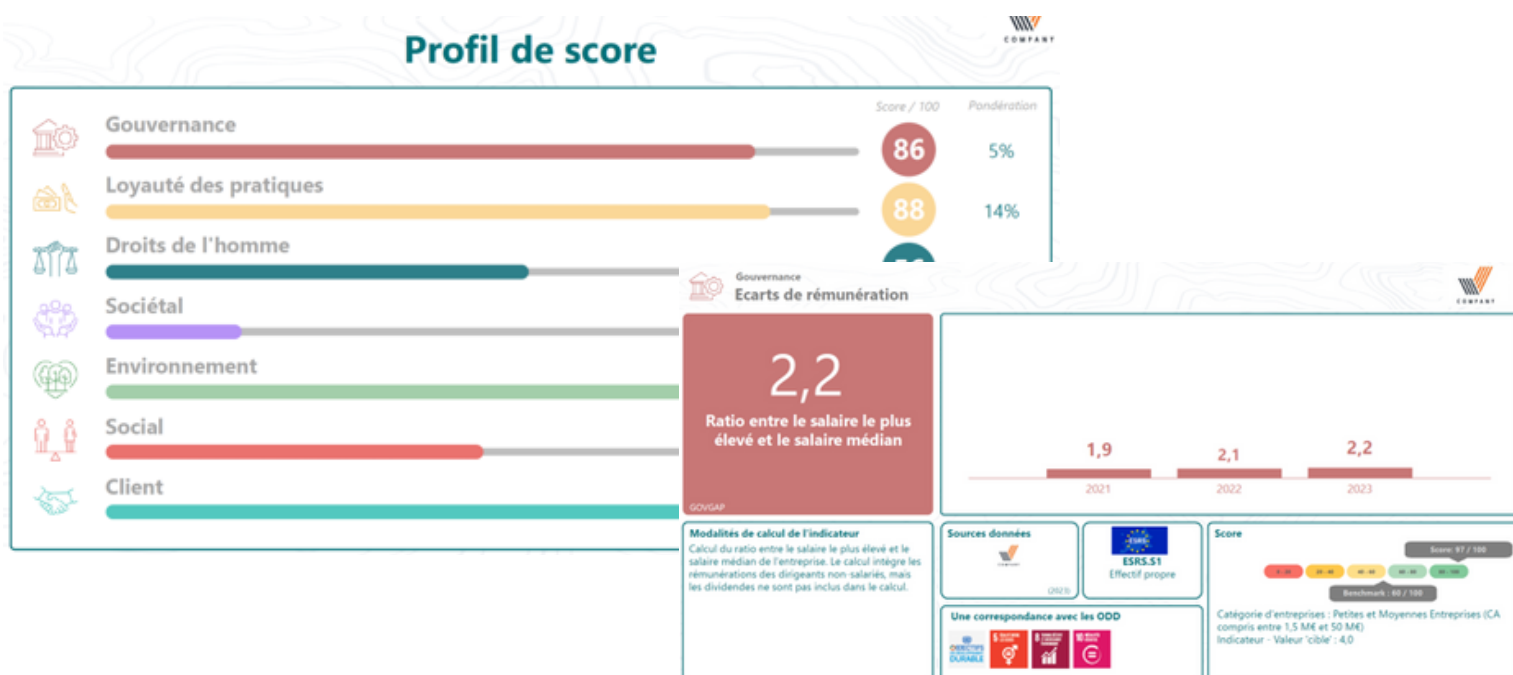 COMPANY
Profil de score
Score / 100
Pondération
Gouvernance
86
5%
Loyauté des pratiques
88
14%
Droits de l'homme
Sociétal
Environnement
Social
Client
Gouvernance
Ecarts de rémunération
COMPANY
2,2
Ratio entre le salaire le plus
élevé et le salaire médian
GOVGAP
1,9
2,1
2,2
2021
2022
2023
Modalités de calcul de l'indicateur
Calcul du ratio entre le salaire le plus élevé et le
salaire médian de l'entreprise. Le calcul intègre les
rémunérations des dirigeants non-salariés, mais
les dividendes ne sont pas inclus dans le calcul.
Sources données
(2023)
ESRS
ESRS.S1
Effectif propre
Une correspondance avec les ODD
OBJECTIFS
DURABLE
5
8
10
Score
Score: 97 / 100
Benchmark : 60 / 100
Catégorie d'entreprises : Petites et Moyennes Entreprises (CA
compris entre 1,5 M€ et 50 M€)
Indicateur - Valeur 'cible' : 4,0